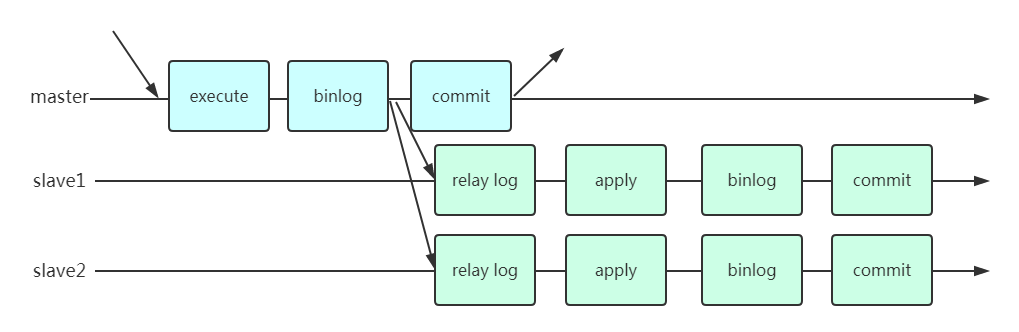 master execute binlog commit
slave1 relay log apply binlog commit
slave2 relay log apply binlog commit